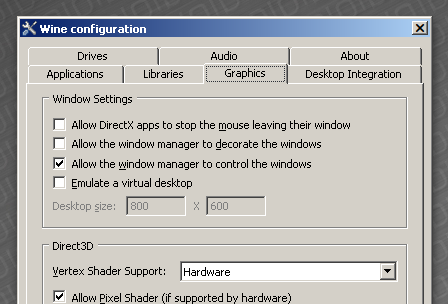 Wine configuration
Drives Audio About
Applications Libraries Graphics Desktop Integration
Window Settings
Allow DirectX apps to stop the mouse leaving their window
Allow the window manager to decorate the windows
Allow the window manager to control the windows
Emulate a virtual desktop
Desktop size: 800 X 600
Direct3D
Vertex Shader Support: Hardware
Allow Pixel Shader (if supported by hardware)